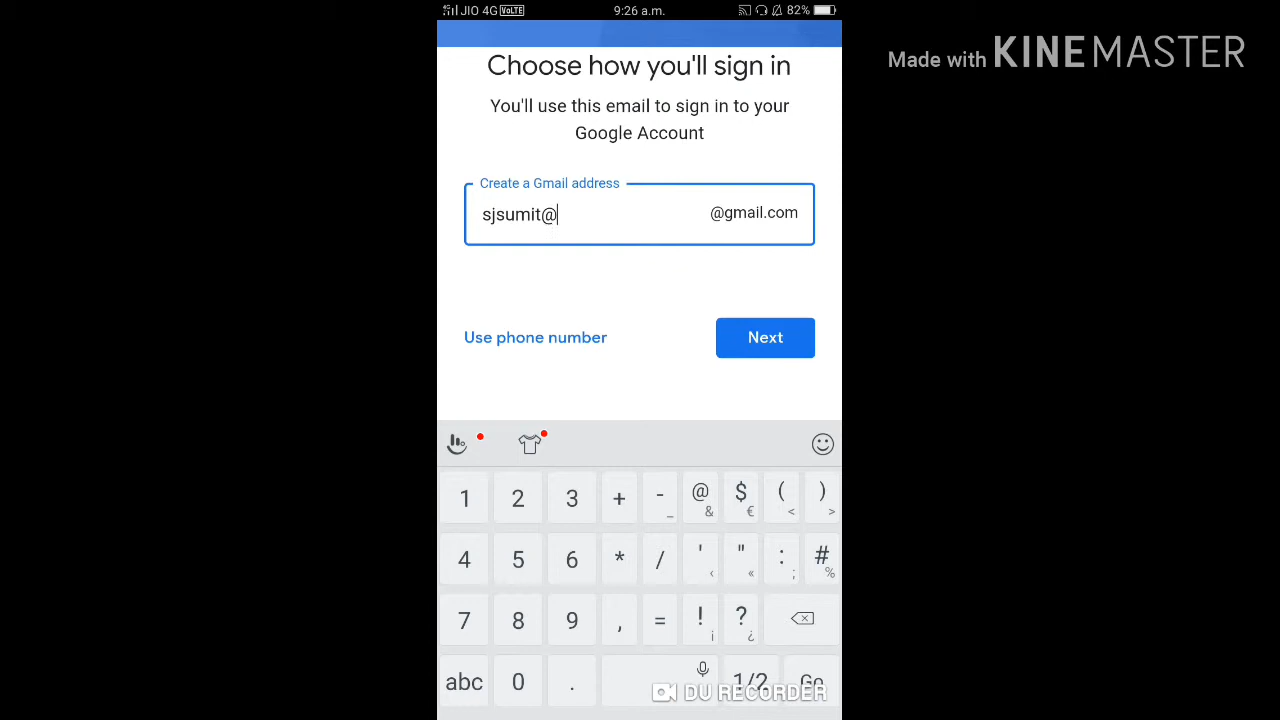 JIO 4G VoLTE 9:26 a.m. 82%
Made with KINEMASTER
Choose how you'll sign in
You'll use this email to sign in to your
Google Account
Create a Gmail address
sjsumit@ @gmail.com
Use phone number Next
1 2 3 + - _ @ & $ € ( < ) >
4 5 6 * / ' ‹ " « : ; # %
7 8 9 , = ! ¡ ? ¿
abc 0 . 1/2 Go
DU RECORDER